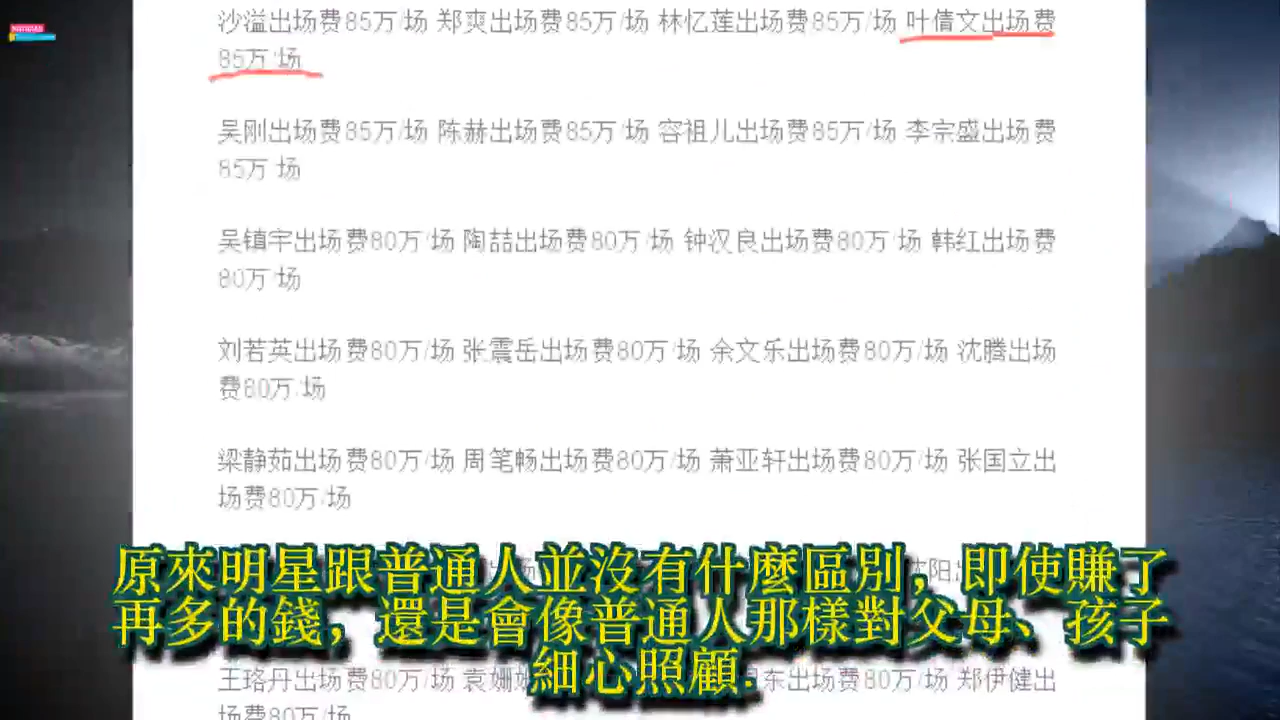 沙溢出场费85万/场 郑爽出场费85万/场 林忆莲出场费85万/场 叶倩文出场费
85万/场
吴刚出场费85万/场 陈赫出场费85万/场 容祖儿出场费85万/场 李宗盛出场费
85万/场
吴镇宇出场费80万/场 陶喆出场费80万/场 钟汉良出场费80万/场 韩红出场费
80万/场
刘若英出场费80万/场 张震岳出场费80万/场 余文乐出场费80万/场 沈腾出场
费80万/场
梁静茹出场费80万/场 周笔畅出场费80万/场 萧亚轩出场费80万/场 张国立出
场费80万/场
原來明星跟普通人並沒有什麼區別，即使賺了
再多的錢，還是會像普通人那樣對父母、孩子
細心照顧.
王珞丹出场费80万/场 袁姗姗 东出场费80万/场 郑伊健出
场费80万/场